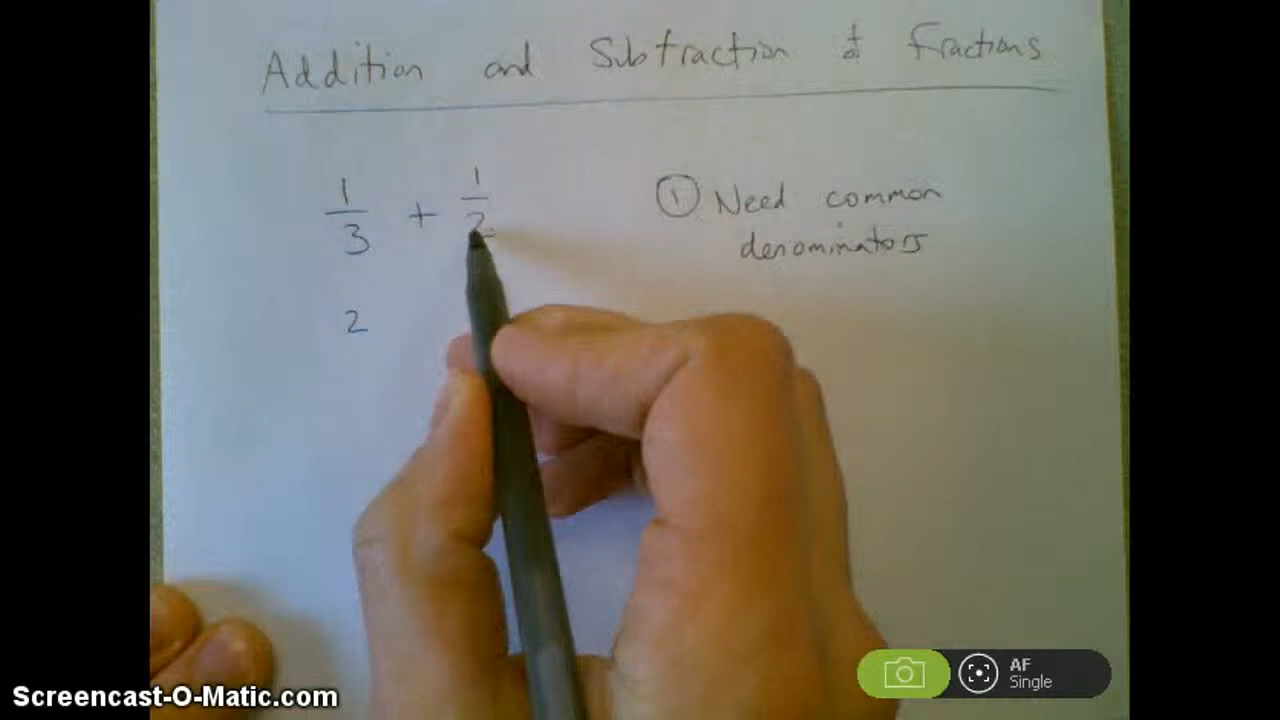 Addition and Subtraction of Fractions
1/3 + 1/2
① Need common
denominators
2
AF
Single
Screencast-O-Matic.com